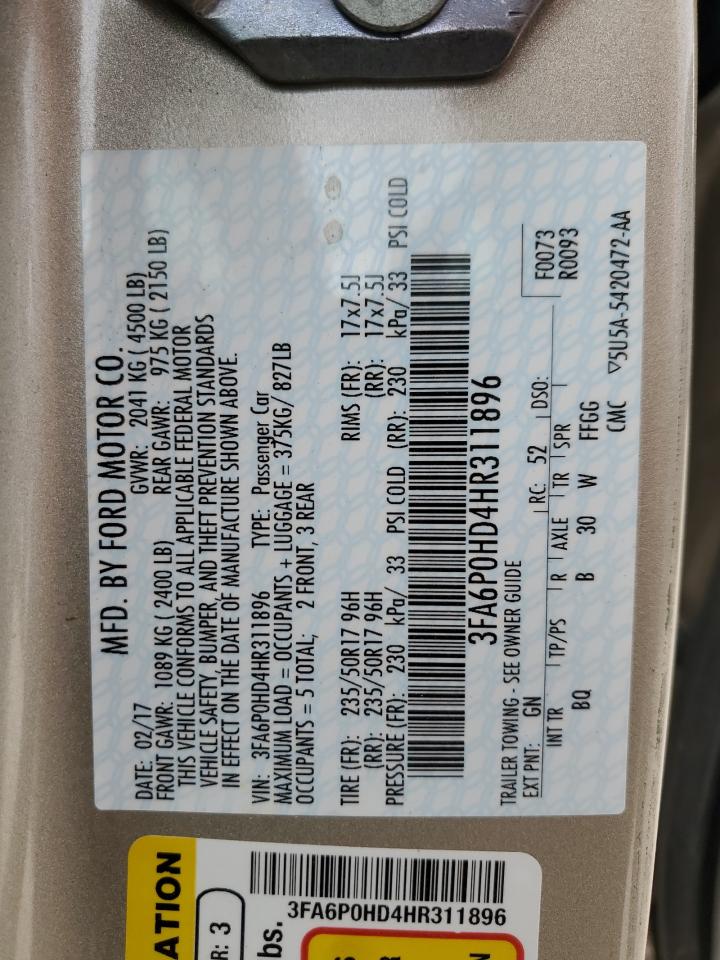 MFD. BY FORD MOTOR CO.
DATE: 02/17 GVWR: 2041 KG ( 4500 LB)
FRONT GAWR: 1089 KG ( 2400 LB) REAR GAWR: 975 KG ( 2150 LB)
THIS VEHICLE CONFORMS TO ALL APPLICABLE FEDERAL MOTOR
VEHICLE SAFETY, BUMPER, AND THEFT PREVENTION STANDARDS
IN EFFECT ON THE DATE OF MANUFACTURE SHOWN ABOVE.
VIN: 3FA6P0HD4HR311896 TYPE: Passenger Car
MAXIMUM LOAD = OCCUPANTS + LUGGAGE = 375KG/ 827LB
OCCUPANTS = 5 TOTAL; 2 FRONT, 3 REAR
TIRE (FR): 235/50R17 96H RIMS (FR): 17x7.5J
(RR): 235/50R17 96H (RR): 17x7.5J
PRESSURE (FR): 230 kPa/ 33 PSI COLD (RR): 230 kPa/ 33 PSI COLD
3FA6P0HD4HR311896
TRAILER TOWING - SEE OWNER GUIDE
EXT PNT: GN RC: 52 DSO: F0073
R0093
INT TR TP/PS R AXLE TR SPR
BQ B 30 W FFGG
CMC ▽5U5A-5420472-AA
ATION
R: 3
3FA6P0HD4HR311896
bs.